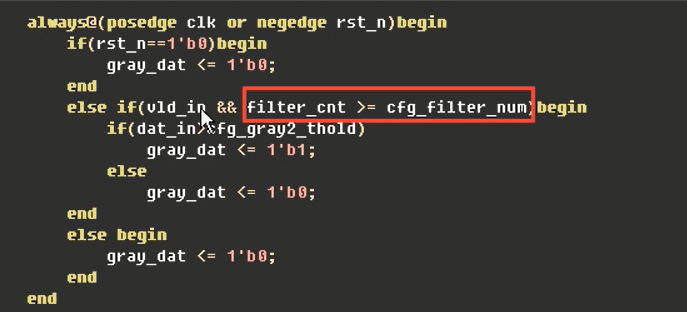 always@(posedge clk or negedge rst_n)begin
if(rst_n==1'b0)begin
gray_dat <= 1'b0;
end
else if(vld_in && filter_cnt >= cfg_filter_num)begin
if(dat_in>cfg_gray2_thold)
gray_dat <= 1'b1;
else
gray_dat <= 1'b0;
end
else begin
gray_dat <= 1'b0;
end
end